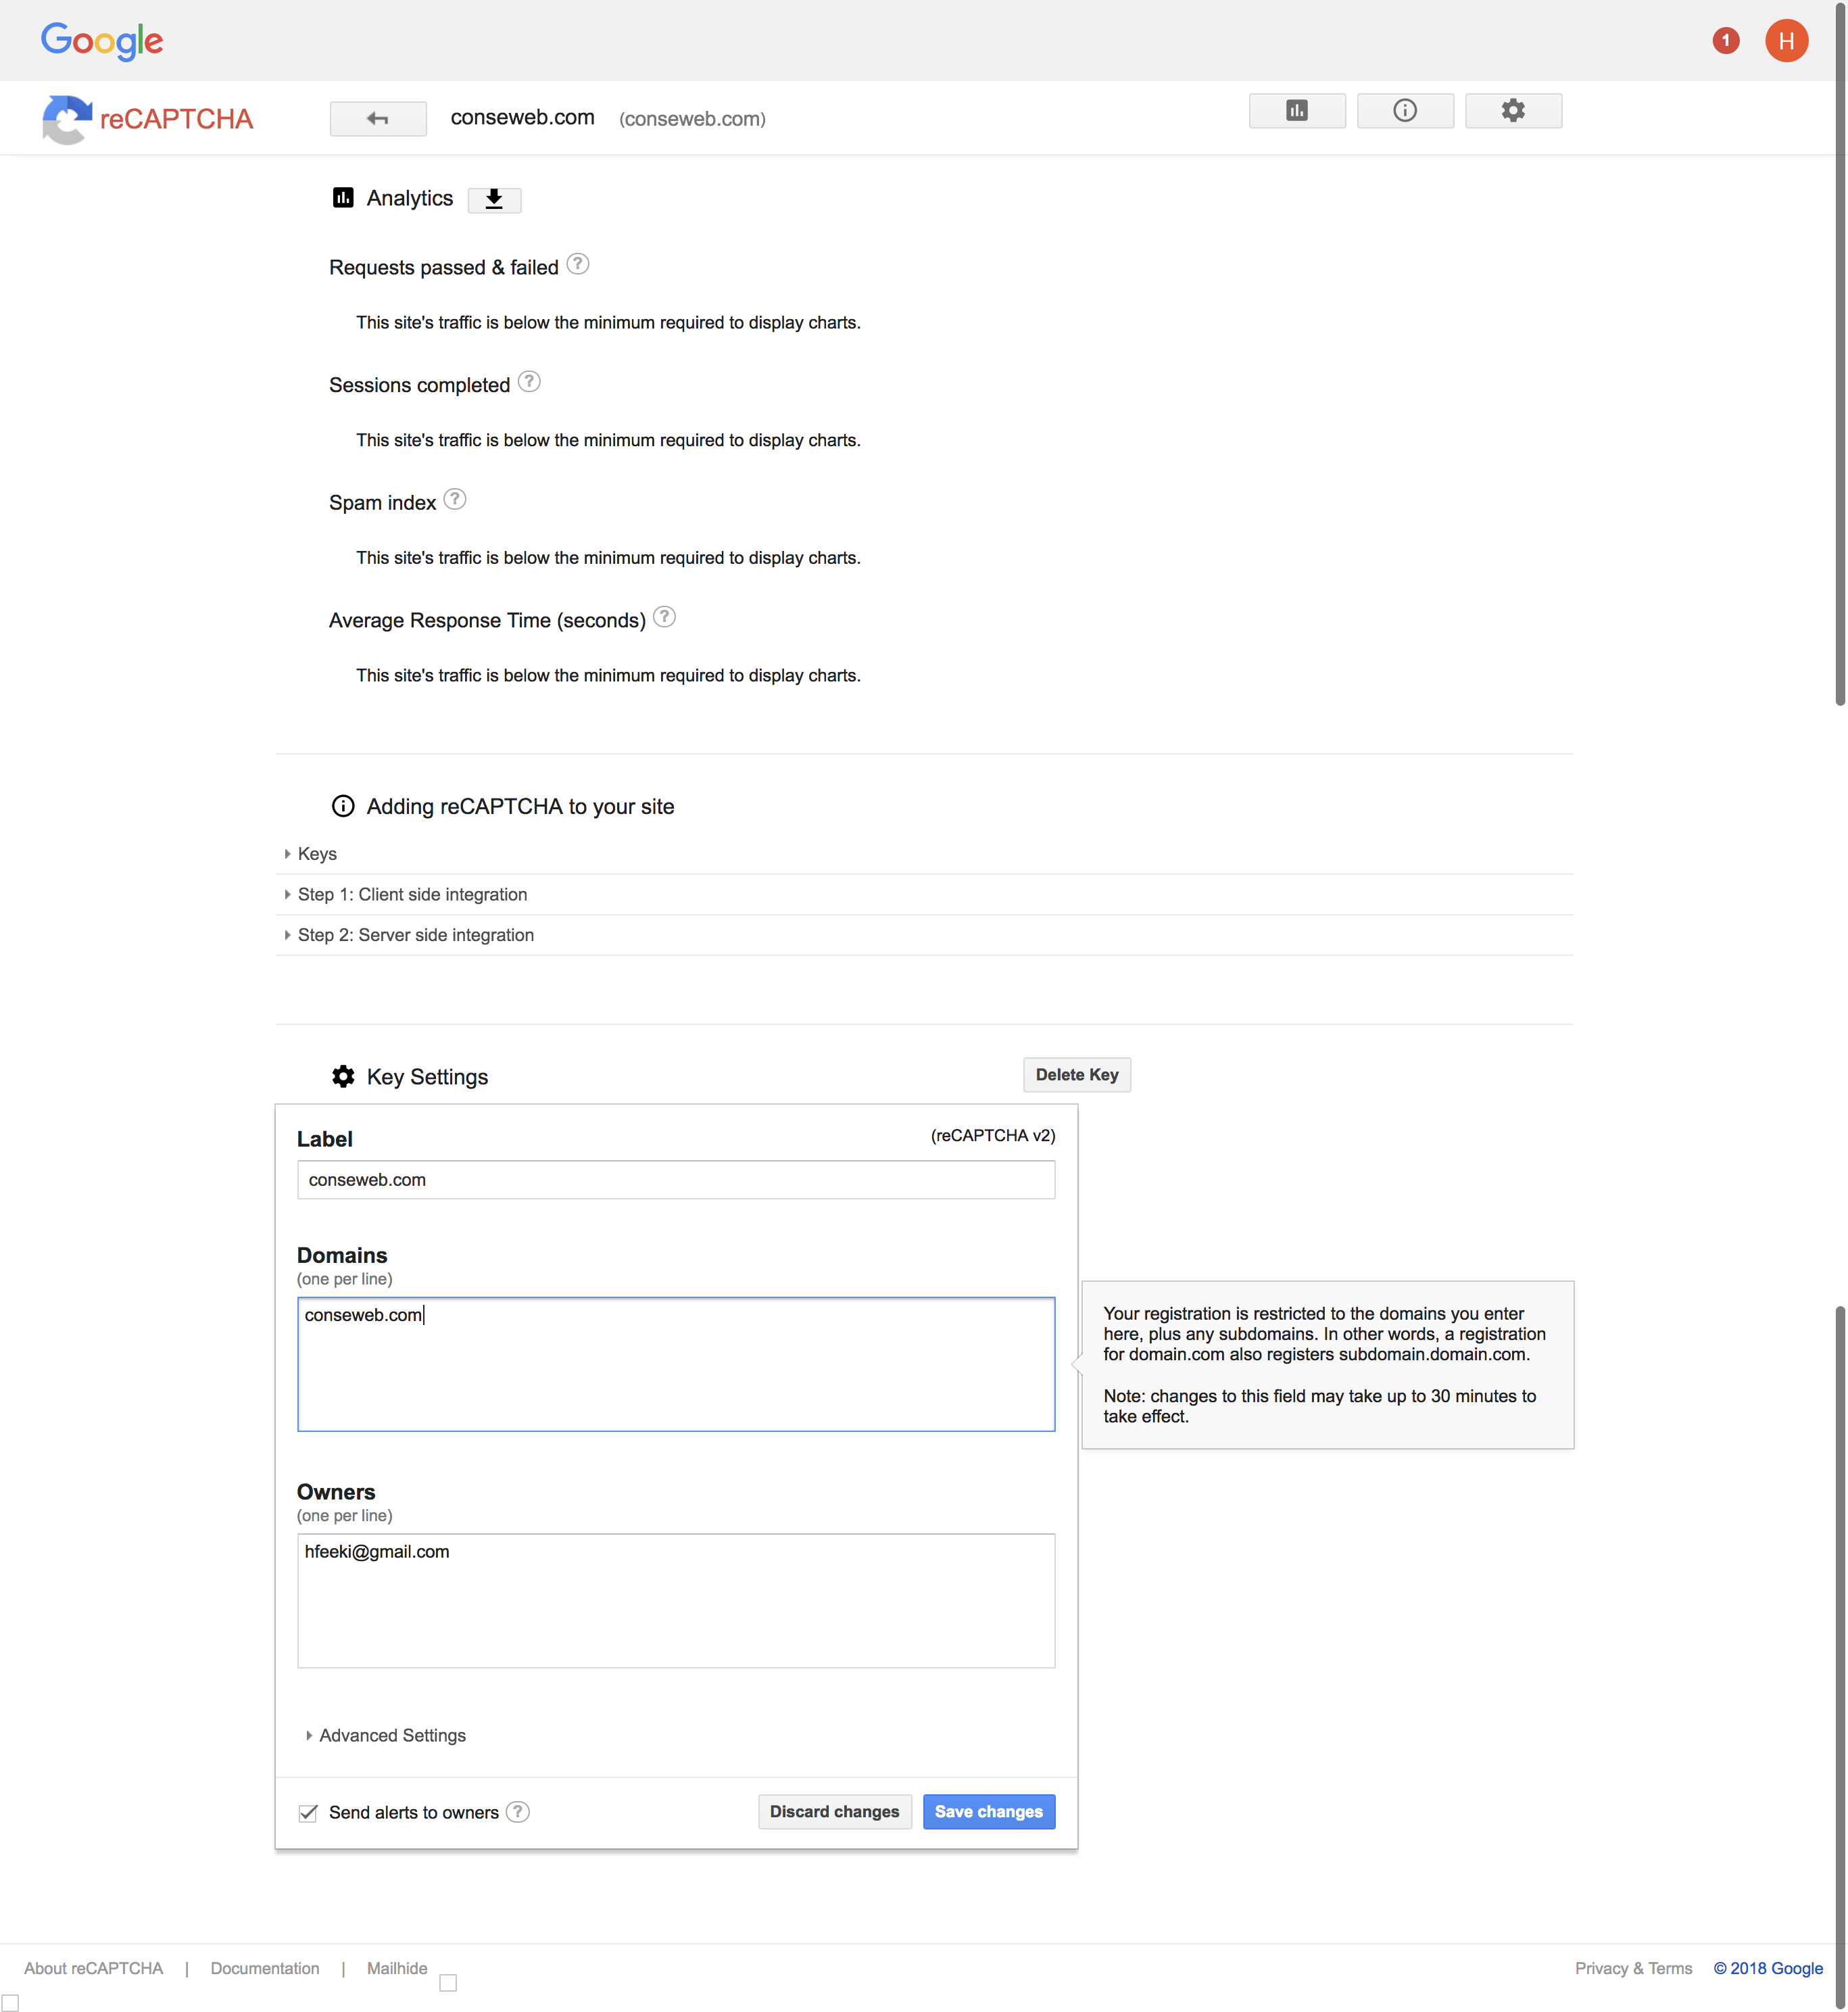 Google
1
H
reCAPTCHA
conseweb.com (conseweb.com)
Analytics
Requests passed & failed ?
This site's traffic is below the minimum required to display charts.
Sessions completed ?
This site's traffic is below the minimum required to display charts.
Spam index ?
This site's traffic is below the minimum required to display charts.
Average Response Time (seconds) ?
This site's traffic is below the minimum required to display charts.
Adding reCAPTCHA to your site
Keys
Step 1: Client side integration
Step 2: Server side integration
Key Settings
Delete Key
Label
(reCAPTCHA v2)
conseweb.com
Domains
(one per line)
conseweb.com
Your registration is restricted to the domains you enter
here, plus any subdomains. In other words, a registration
for domain.com also registers subdomain.domain.com.
Note: changes to this field may take up to 30 minutes to
take effect.
Owners
(one per line)
hfeeki@gmail.com
Advanced Settings
Send alerts to owners ?
Discard changes
Save changes
About reCAPTCHA | Documentation | Mailhide
Privacy & Terms © 2018 Google